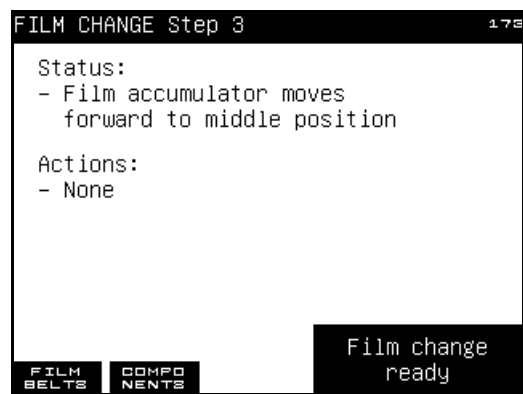 FILM CHANGE Step 3
173
Status:
- Film accumulator moves
forward to middle position
Actions:
- None
Film change
ready
FILM
BELTS
COMPO
NENTS